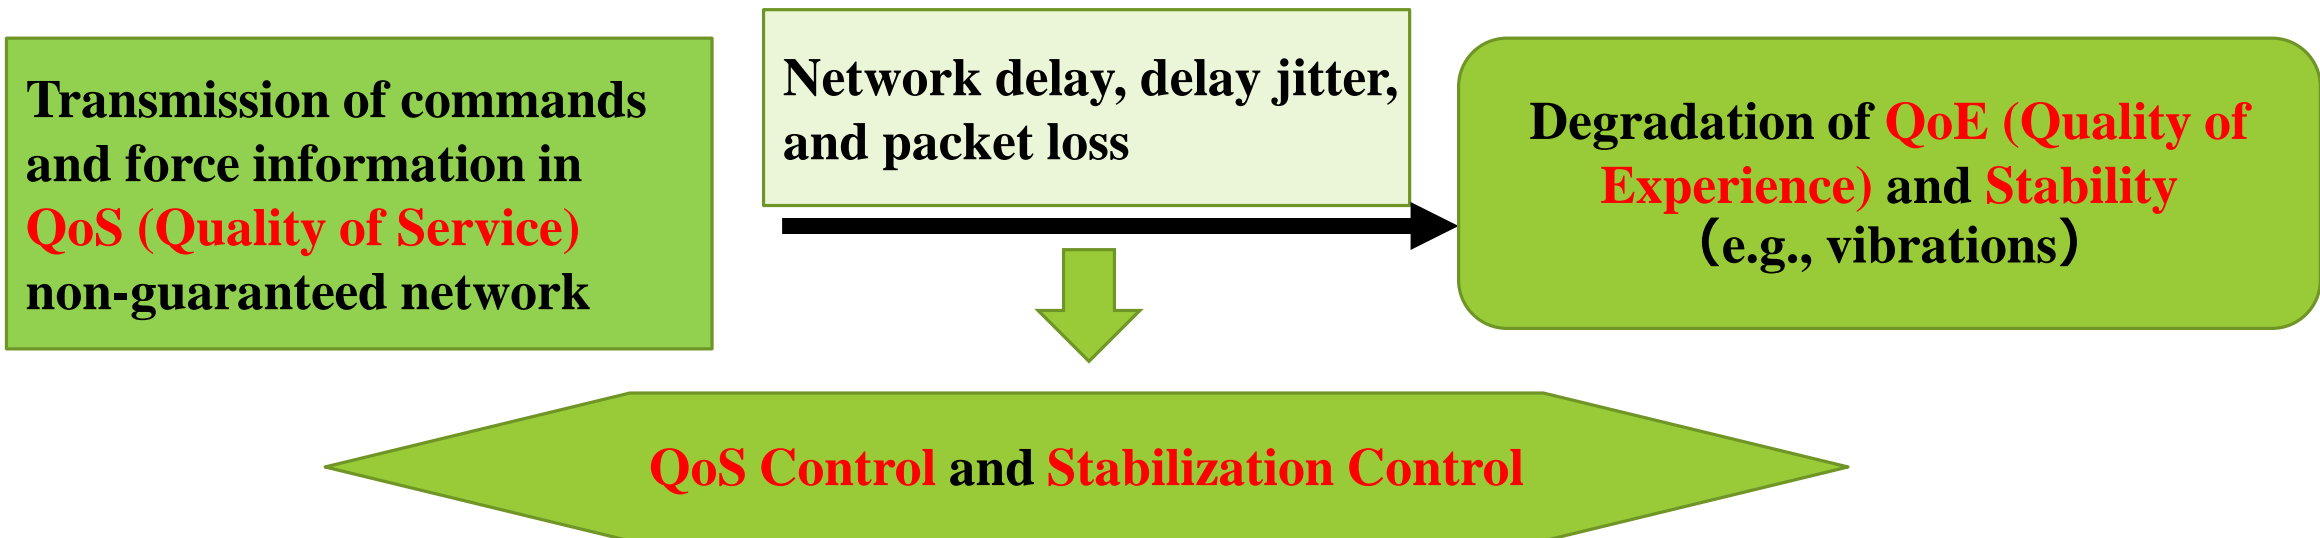 Transmission of commands
and force information in
QoS (Quality of Service)
non-guaranteed network
Network delay, delay jitter,
and packet loss
Degradation of QoE (Quality of
Experience) and Stability
（e.g., vibrations）
QoS Control and Stabilization Control